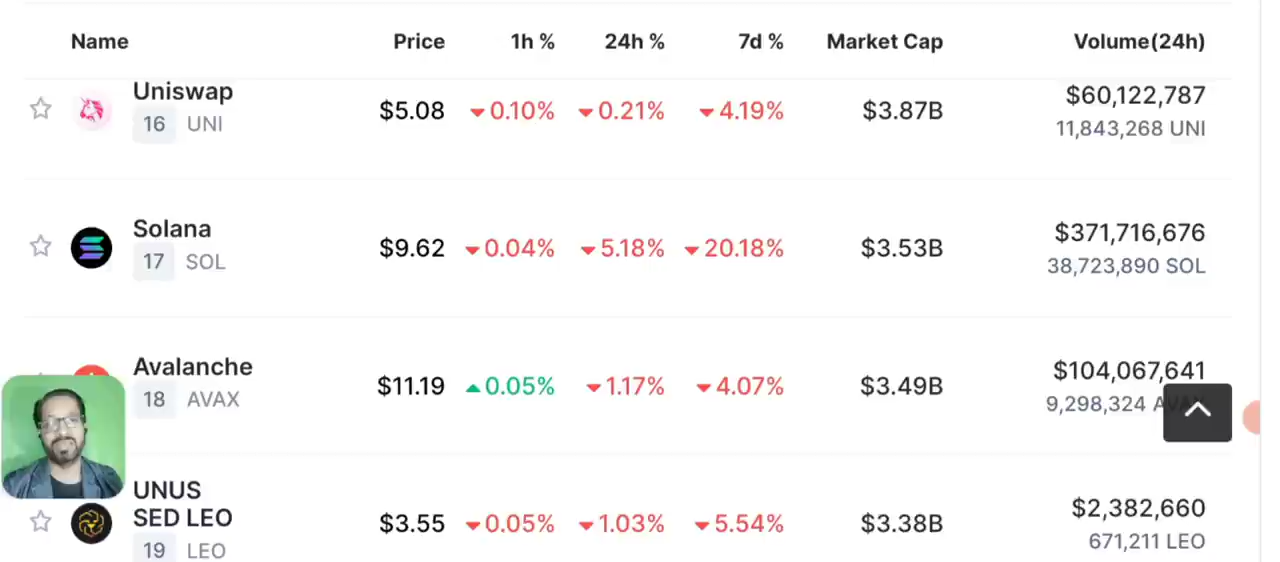 Name Price 1h % 24h % 7d % Market Cap Volume(24h)
Uniswap
16 UNI
$5.08 0.10% 0.21% 4.19% $3.87B
$60,122,787
11,843,268 UNI
Solana
17 SOL
$9.62 0.04% 5.18% 20.18% $3.53B
$371,716,676
38,723,890 SOL
Avalanche
18 AVAX
$11.19 0.05% 1.17% 4.07% $3.49B
$104,067,641
9,298,324 AVAX
UNUS
SED LEO
19 LEO
$3.55 0.05% 1.03% 5.54% $3.38B
$2,382,660
671,211 LEO